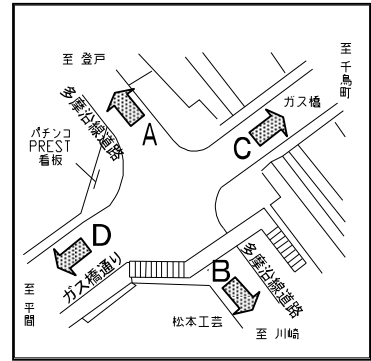 至 登戸
多摩沿線道路
至 千鳥町
ガス橋
パチンコ
PREST
看板
A
C
D
B
ガス橋通り
多摩沿線道路
至 平間
松本工芸
至 川崎